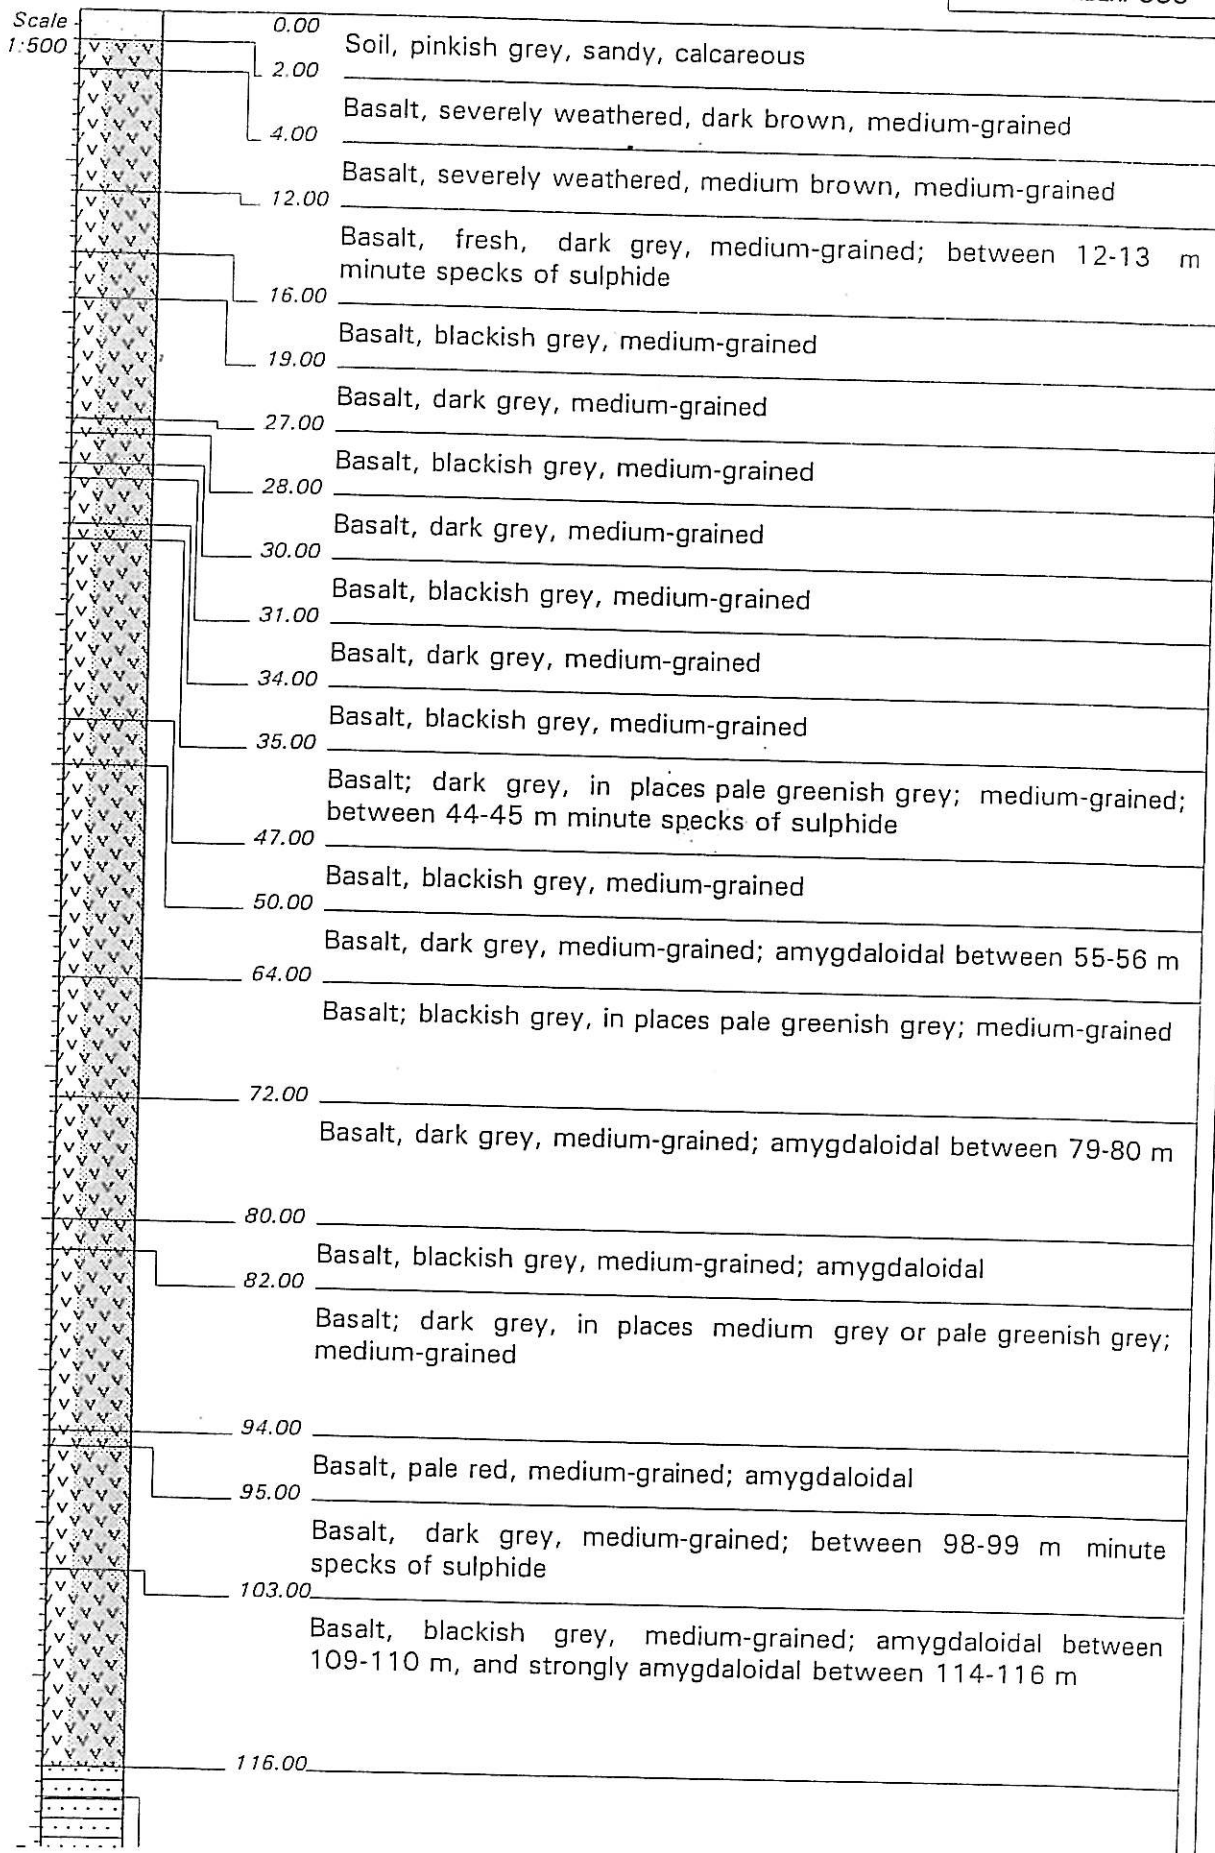 Scale
1:500
0.00
Soil, pinkish grey, sandy, calcareous
2.00
Basalt, severely weathered, dark brown, medium-grained
4.00
Basalt, severely weathered, medium brown, medium-grained
12.00
Basalt, fresh, dark grey, medium-grained; between 12-13 m
minute specks of sulphide
16.00
Basalt, blackish grey, medium-grained
19.00
Basalt, dark grey, medium-grained
27.00
Basalt, blackish grey, medium-grained
28.00
Basalt, dark grey, medium-grained
30.00
Basalt, blackish grey, medium-grained
31.00
Basalt, dark grey, medium-grained
34.00
Basalt, blackish grey, medium-grained
35.00
Basalt; dark grey, in places pale greenish grey; medium-grained;
between 44-45 m minute specks of sulphide
47.00
Basalt, blackish grey, medium-grained
50.00
Basalt, dark grey, medium-grained; amygdaloidal between 55-56 m
64.00
Basalt; blackish grey, in places pale greenish grey; medium-grained
72.00
Basalt, dark grey, medium-grained; amygdaloidal between 79-80 m
80.00
Basalt, blackish grey, medium-grained; amygdaloidal
82.00
Basalt; dark grey, in places medium grey or pale greenish grey;
medium-grained
94.00
Basalt, pale red, medium-grained; amygdaloidal
95.00
Basalt, dark grey, medium-grained; between 98-99 m minute
specks of sulphide
103.00
Basalt, blackish grey, medium-grained; amygdaloidal between
109-110 m, and strongly amygdaloidal between 114-116 m
116.00